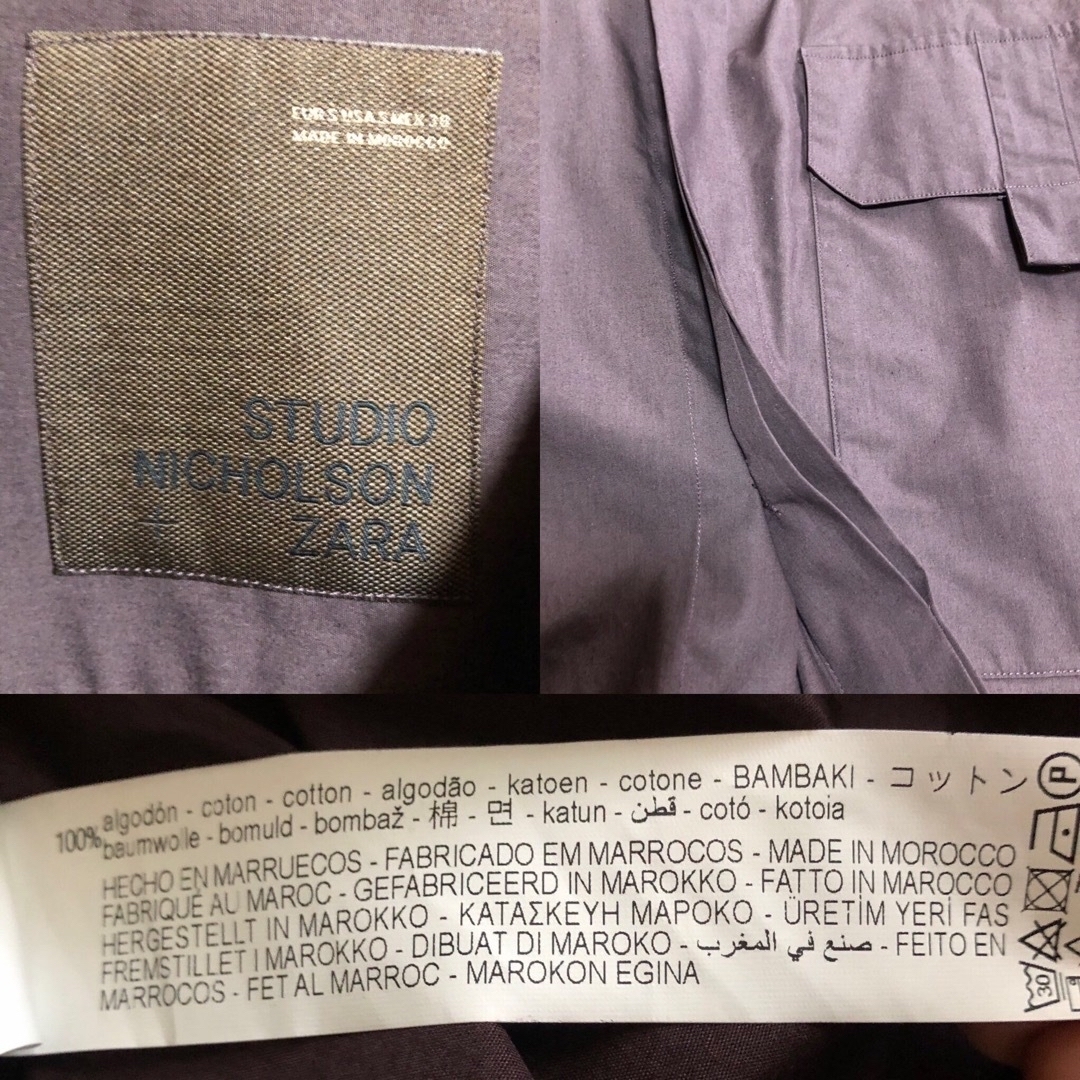 EUR S USA S MEX 38
MADE IN MOROCCO
STUDIO
NICHOLSON
ZARA
100% algodón - coton - cotton - algodão - katoen - cotone - BAMBAKI - コットン
baumwolle - bomuld - bombaž - 棉 - 면 - katun - قطن - cotó - kotoia
HECHO EN MARRUECOS - FABRICADO EM MARROCOS - MADE IN MOROCCO
FABRIQUÉ AU MAROC - GEFABRICEERD IN MAROKKO - FATTO IN MAROCCO
HERGESTELLT IN MAROKKO - ΚΑΤΑΣΚΕΥΗ ΜΑΡΟΚΟ - ÜRETİM YERİ FAS
FREMSTILLET I MAROKKO - DIBUAT DI MAROKO - صنع في المغرب - FEITO EN
MARROCOS - FET AL MARROC - MAROKON EGINA
P
30